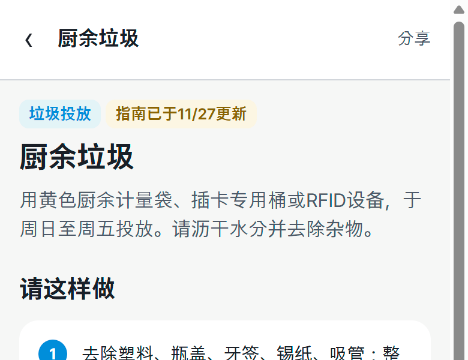 ‹ 厨余垃圾 分享
垃圾投放 指南已于11/27更新
厨余垃圾
用黄色厨余计量袋、插卡专用桶或RFID设备，于
周日至周五投放。请沥干水分并去除杂物。
请这样做
1 去除塑料、瓶盖、牙签、锡纸、吸管；整